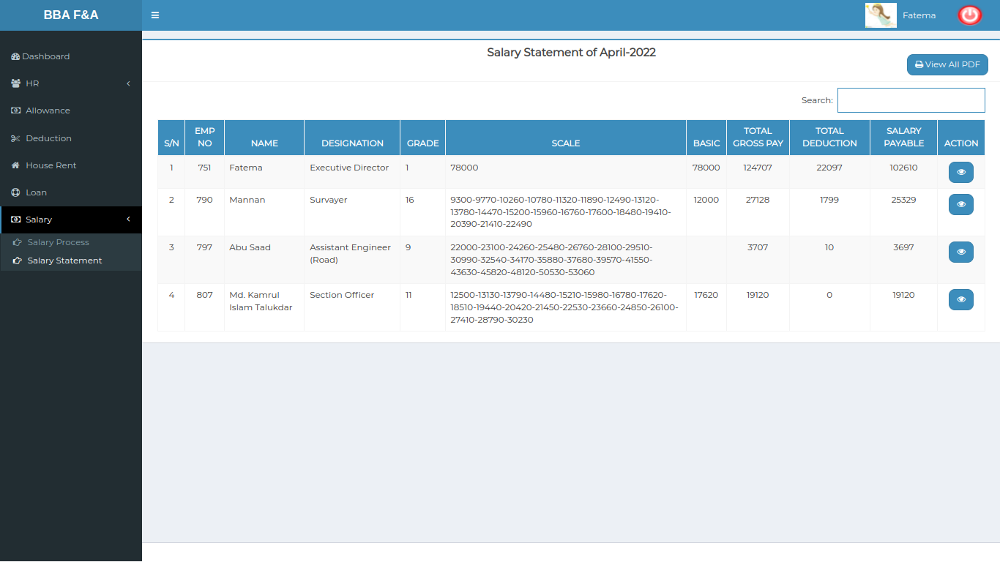 BBA F&A
Fatema
Dashboard
HR
Allowance
Deduction
House Rent
Loan
Salary
Salary Process
Salary Statement
Salary Statement of April-2022
View All PDF
Search:
S/N EMP NO NAME DESIGNATION GRADE SCALE BASIC TOTAL GROSS PAY TOTAL DEDUCTION SALARY PAYABLE ACTION
1 751 Fatema Executive Director 1 78000 78000 124707 22097 102610
2 790 Mannan Survayer 16 9300-9770-10260-10780-11320-11890-12490-13120- 12000 27128 1799 25329
13780-14470-15200-15960-16760-17600-18480-19410-
20390-21410-22490
3 797 Abu Saad Assistant Engineer 9 22000-23100-24260-25480-26760-28100-29510- 3707 10 3697
(Road) 30990-32540-34170-35880-37680-39570-41550-
43630-45820-48120-50530-53060
4 807 Md. Kamrul Section Officer 11 12500-13130-13790-14480-15210-15980-16780-17620- 17620 19120 0 19120
Islam Talukdar 18510-19440-20420-21450-22530-23660-24850-26100-
27410-28790-30230